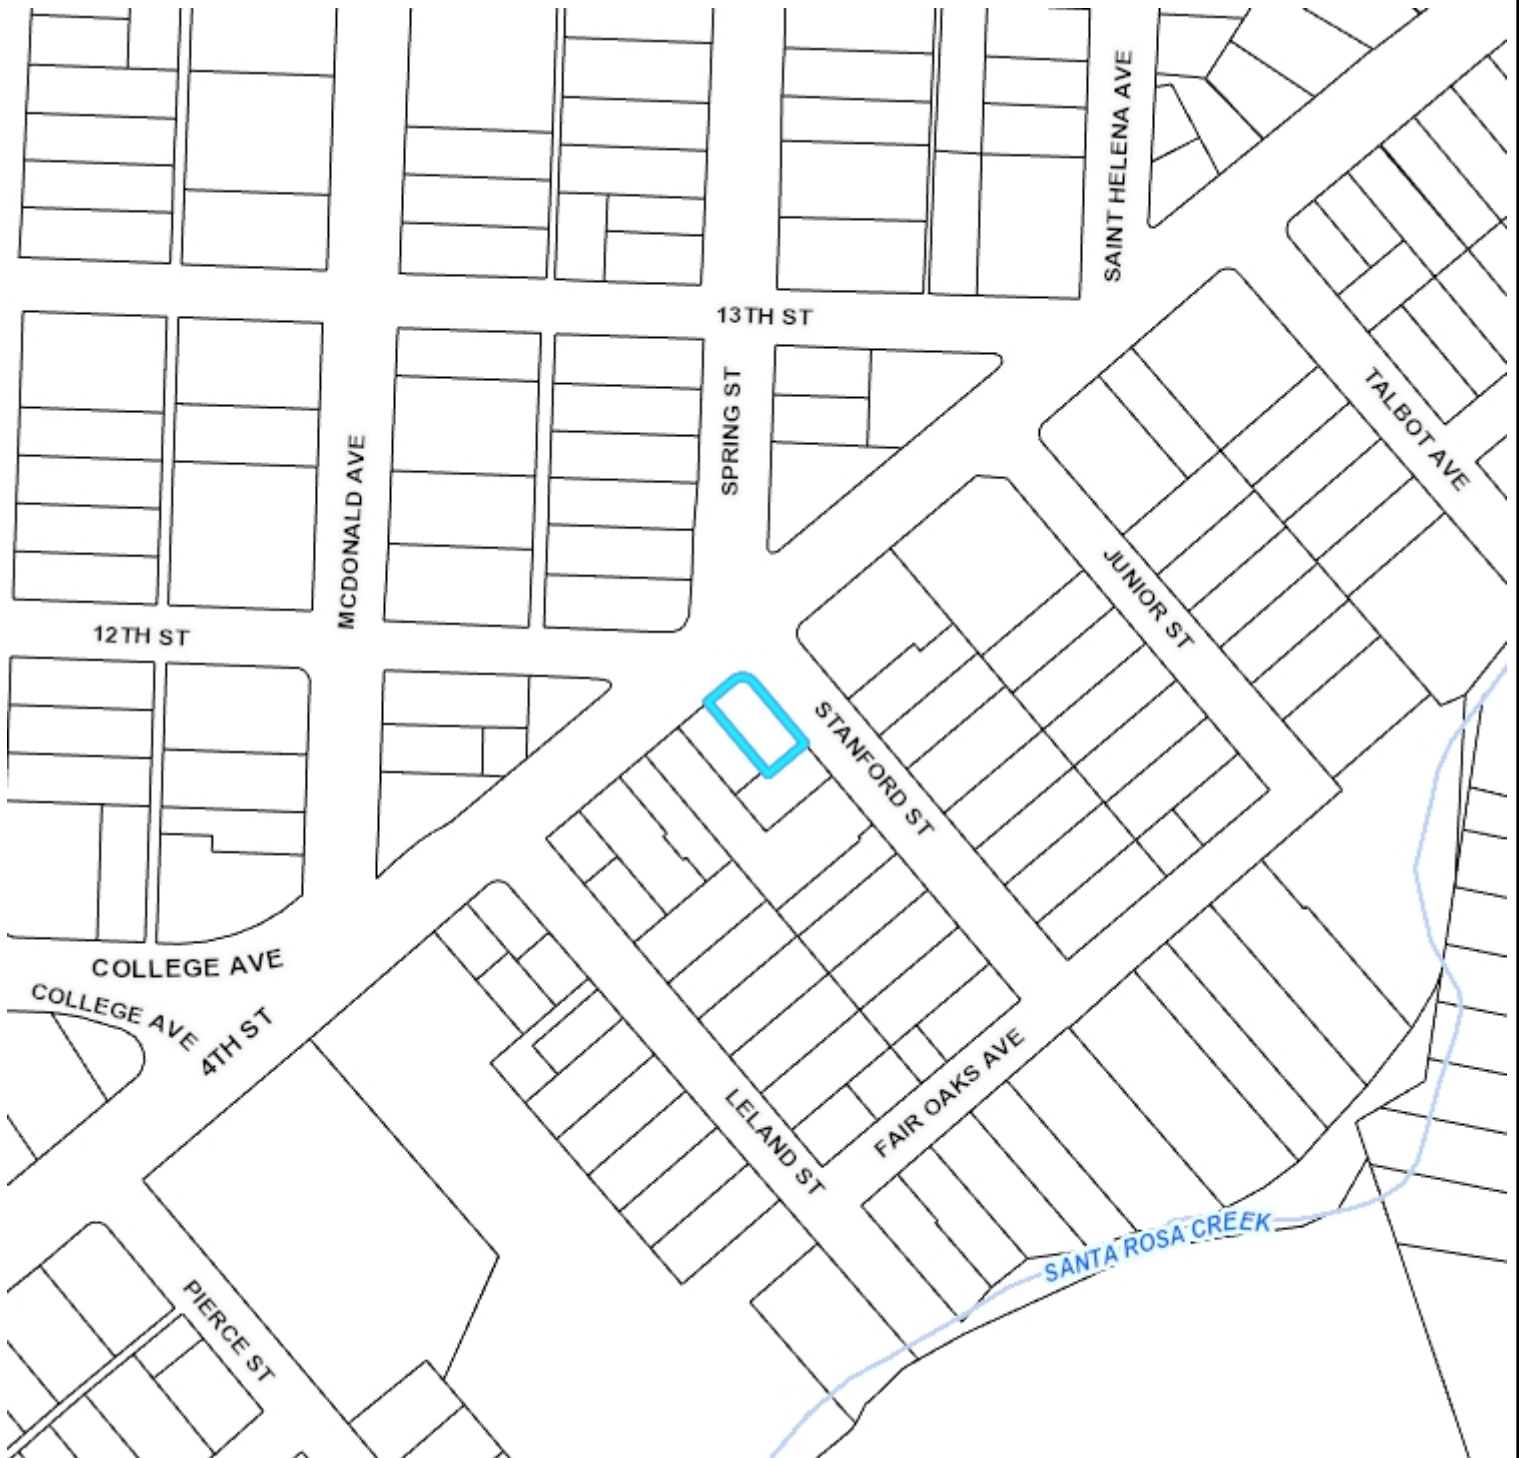 SAINT HELENA AVE
13TH ST
SPRING ST
TALBOT AVE
MCDONALD AVE
JUNIOR ST
12TH ST
STANFORD ST
COLLEGE AVE
COLLEGE AVE
4TH ST
FAIR OAKS AVE
LELAND ST
SANTA ROSA CREEK
PIERCE ST